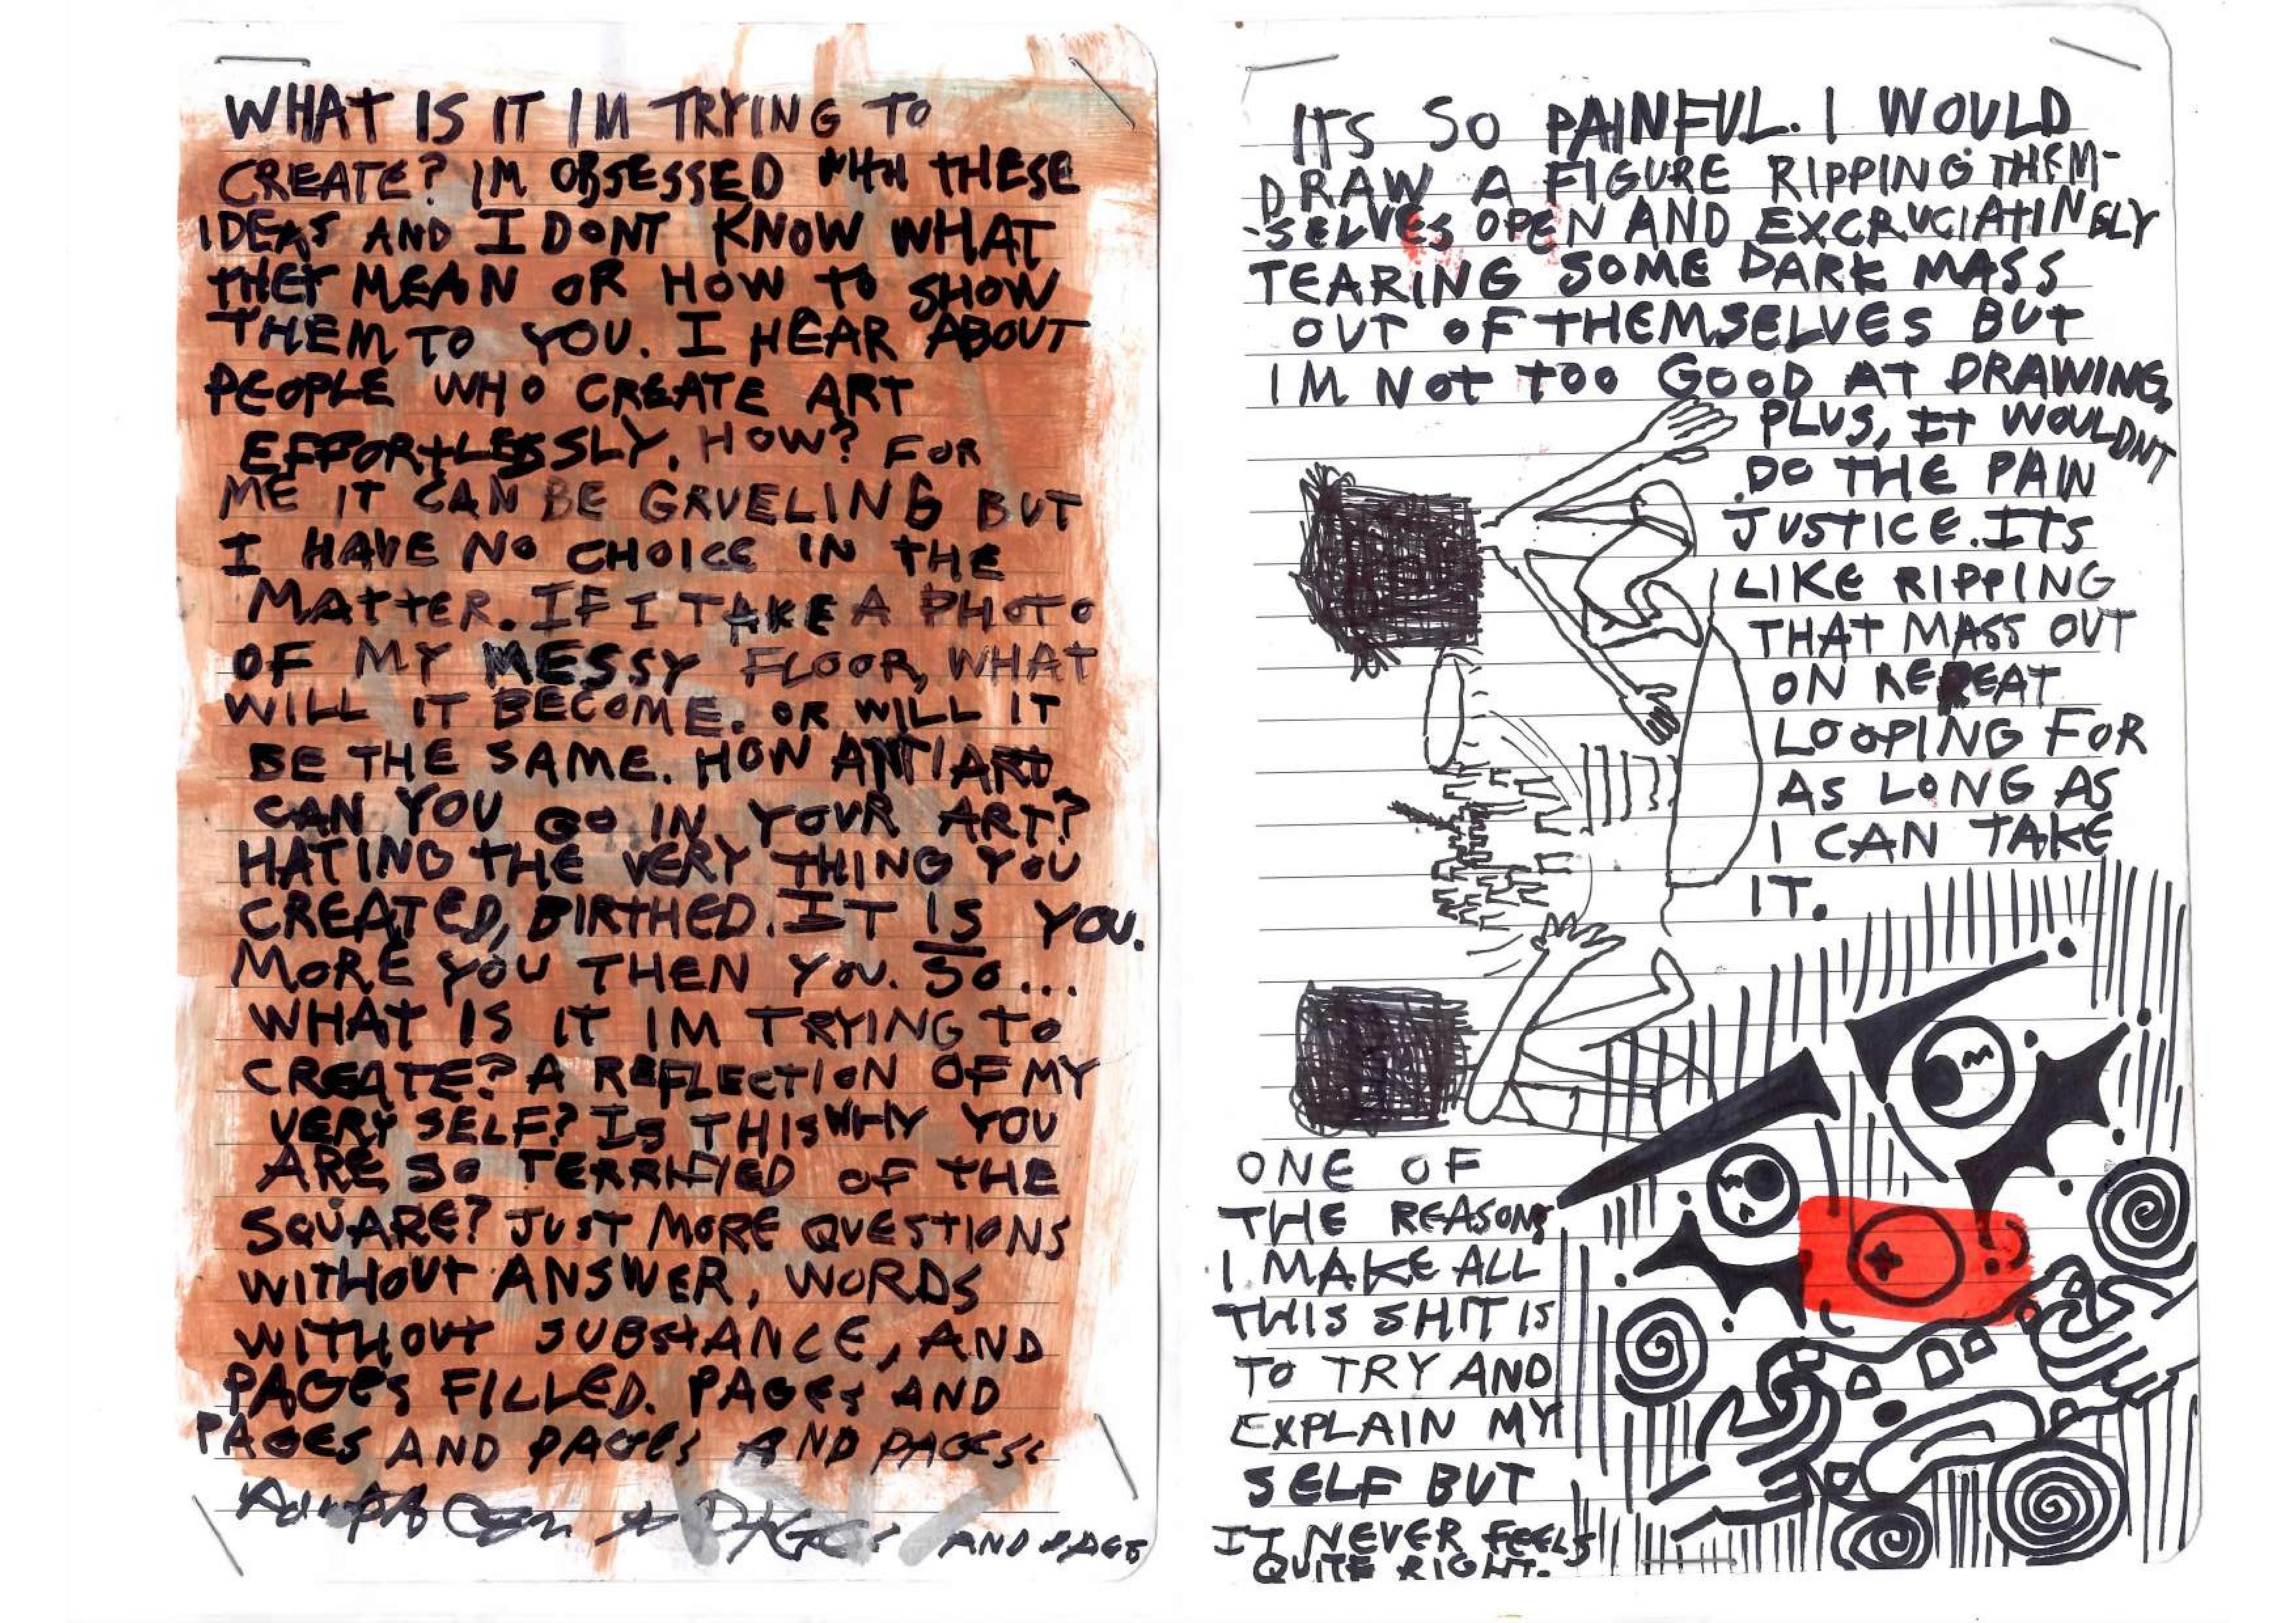 WHAT IS IT IM TRYING TO
CREATE? IM OBSESSED WITH THESE
IDEAS AND I DONT KNOW WHAT
THEY MEAN OR HOW TO SHOW
THEM TO YOU. I HEAR ABOUT
PEOPLE WHO CREATE ART
EFFORTLESSLY. HOW? FOR
ME IT CAN BE GRUELING BUT
I HAVE NO CHOICE IN THE
MATTER. IF I TAKE A PHOTO
OF MY MESSY FLOOR, WHAT
WILL IT BECOME. OR WILL IT
BE THE SAME. HOW ANTIART
CAN YOU GO IN YOUR ART?
HATING THE VERY THING YOU
CREATED, BIRTHED. IT IS YOU.
MORE YOU THEN YOU. SO...
WHAT IS IT IM TRYING TO
CREATE? A REFLECTION OF MY
VERY SELF? IS THIS WHY YOU
ARE SO TERRIFIED OF THE
SQUARE? JUST MORE QUESTIONS
WITHOUT ANSWER, WORDS
WITHOUT SUBSTANCE, AND
PAGES FILLED. PAGES AND
PAGES AND PAGES AND PAGES
AND PAGE
ITS SO PAINFUL. I WOULD
DRAW A FIGURE RIPPING THEM-
-SELVES OPEN AND EXCRUCIATINGLY
TEARING SOME DARK MASS
OUT OF THEMSELVES BUT
IM NOT TOO GOOD AT DRAWING,
PLUS, IT WOULDNT
DO THE PAIN
JUSTICE. ITS
LIKE RIPPING
THAT MASS OUT
ON REPEAT
LOOPING FOR
AS LONG AS
I CAN TAKE
IT.
ONE OF
THE REASONS
I MAKE ALL
THIS SHIT IS
TO TRY AND
EXPLAIN MY
SELF BUT
IT NEVER FEELS
QUITE RIGHT.